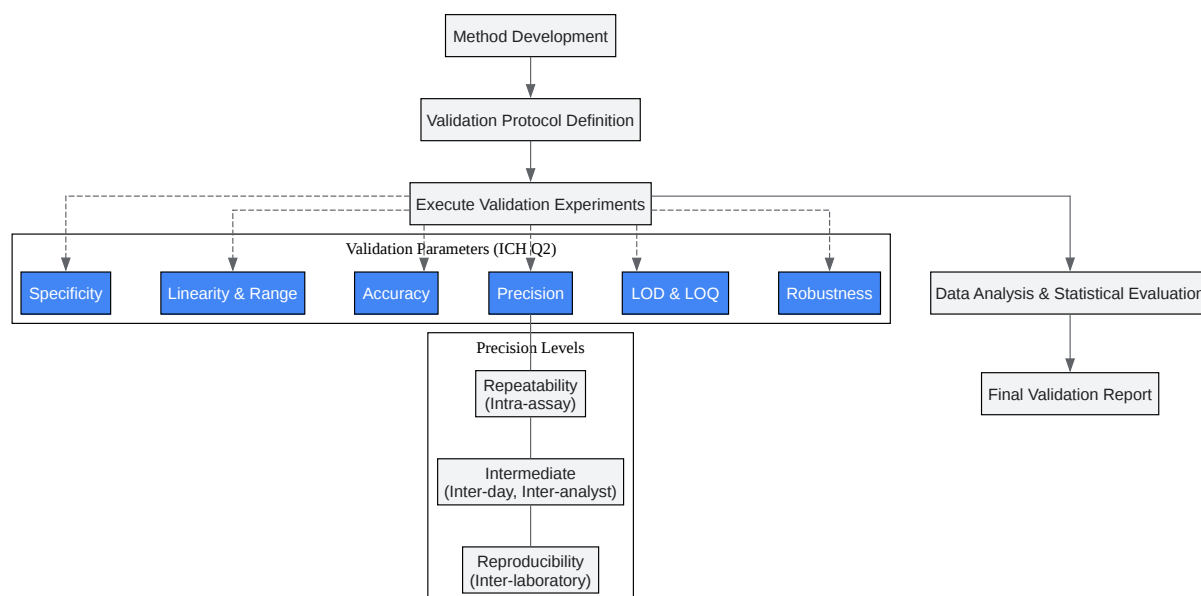 Method Development
Validation Protocol Definition
Execute Validation Experiments
Validation Parameters (ICH Q2)
Specificity
Linearity & Range
Accuracy
Precision
LOD & LOQ
Robustness
Data Analysis & Statistical Evaluation
Precision Levels
Repeatability
(Intra-assay)
Final Validation Report
Intermediate
(Inter-day, Inter-analyst)
Reproducibility
(Inter-laboratory)